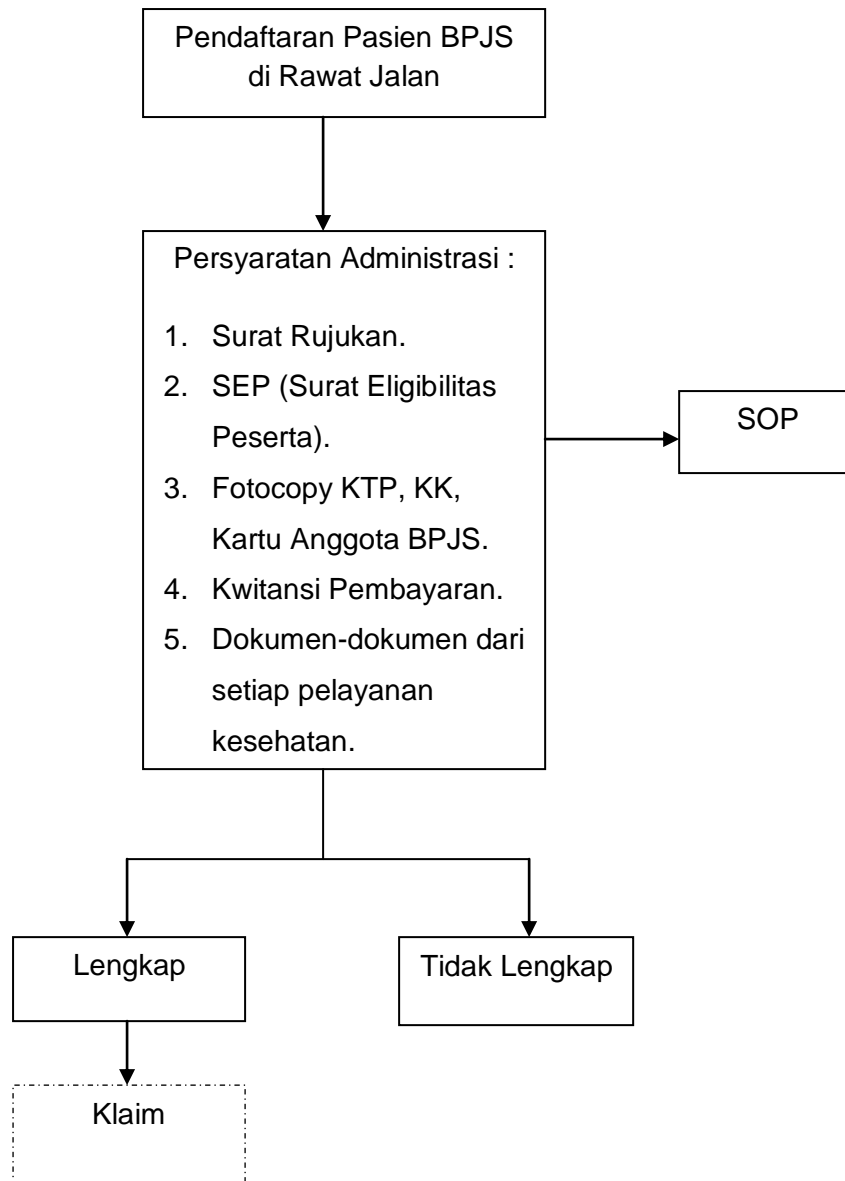 Pendaftaran Pasien BPJS
di Rawat Jalan
Persyaratan Administrasi :
1. Surat Rujukan.
2. SEP (Surat Eligibilitas
Peserta).
3. Fotocopy KTP, KK,
Kartu Anggota BPJS.
4. Kwitansi Pembayaran.
5. Dokumen-dokumen dari
setiap pelayanan
kesehatan.
SOP
Lengkap
Tidak Lengkap
Klaim